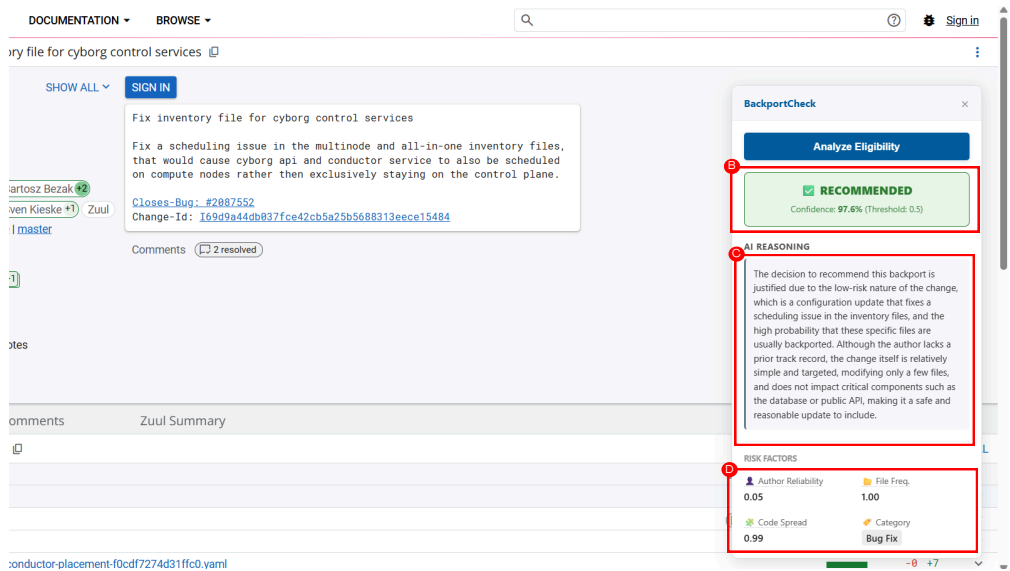 DOCUMENTATION BROWSE Sign in
ory file for cyborg control services
SHOW ALL SIGN IN
Fix inventory file for cyborg control services
Fix a scheduling issue in the multinode and all-in-one inventory files,
that would cause cyborg api and conductor service to also be scheduled
on compute nodes rather then exclusively staying on the control plane.
Closes-Bug: #2087552
Change-Id: I69d9a44db037fce42cb5a25b5688313eece15484
Comments 2 resolved
artosz Bezak +2
ven Kieske +1 Zuul
| master
1
otes
omments Zuul Summary
L
conductor-placement-f0cdf7274d31ffc0.yaml
-0 +7
BackportCheck ×
Analyze Eligibility
B
RECOMMENDED
Confidence: 97.6% (Threshold: 0.5)
AI REASONING
C
The decision to recommend this backport is
justified due to the low-risk nature of the change,
which is a configuration update that fixes a
scheduling issue in the inventory files, and the
high probability that these specific files are
usually backported. Although the author lacks a
prior track record, the change itself is relatively
simple and targeted, modifying only a few files,
and does not impact critical components such as
the database or public API, making it a safe and
reasonable update to include.
RISK FACTORS
D
Author Reliability File Freq.
0.05 1.00
Code Spread Category
0.99 Bug Fix